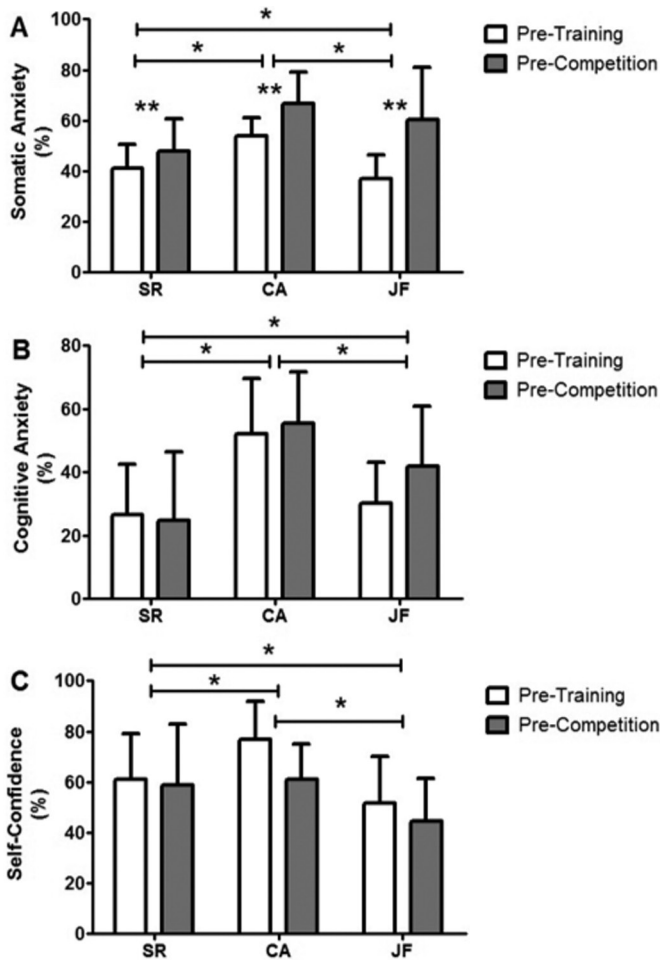 A
Somatic Anxiety
(%)
100
80
60
40
20
0
*
*
*
**
**
**
SR
CA
JF
Pre-Training
Pre-Competition
B
Cognitive Anxiety
(%)
80
60
40
20
0
*
*
*
SR
CA
JF
Pre-Training
Pre-Competition
C
Self-Confidence
(%)
100
80
60
40
20
0
*
*
*
SR
CA
JF
Pre-Training
Pre-Competition